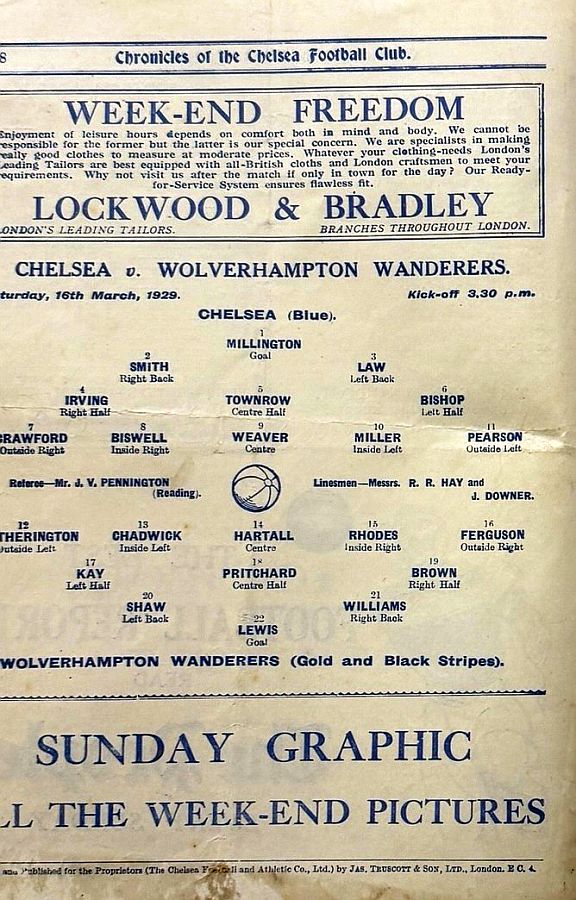 8 Chronicles of the Chelsea Football Club.
WEEK-END FREEDOM
Enjoyment of leisure hours depends on comfort both in mind and body. We cannot be
responsible for the former but the latter is our special concern. We are specialists in making
really good clothes to measure at moderate prices. Whatever your clothing-needs London's
Leading Tailors are best equipped with all-British cloths and London craftsmen to meet your
requirements. Why not visit us after the match if only in town for the day? Our Ready-
for-Service System ensures flawless fit.
LOCKWOOD & BRADLEY
LONDON'S LEADING TAILORS. BRANCHES THROUGHOUT LONDON.
CHELSEA v. WOLVERHAMPTON WANDERERS.
turday, 16th March, 1929. Kick-off 3.30 p.m.
CHELSEA (Blue).
1
MILLINGTON
Goal
2 3
SMITH LAW
Right Back Left Back
4 5 6
IRVING TOWNROW BISHOP
Right Half Centre Half Left Half
7 8 9 10 11
CRAWFORD BISWELL WEAVER MILLER PEARSON
Outside Right Inside Right Centre Inside Left Outside Left
Referee—Mr. J. V. PENNINGTON Linesmen—Messrs. R. R. HAY and
(Reading). J. DOWNER.
12 13 14 15 16
THERINGTON CHADWICK HARTALL RHODES FERGUSON
Outside Left Inside Left Centre Inside Right Outside Right
17 18 19
KAY PRITCHARD BROWN
Left Half Centre Half Right Half
20 21
SHAW WILLIAMS
Left Back Right Back
22
LEWIS
Goal
WOLVERHAMPTON WANDERERS (Gold and Black Stripes).
SUNDAY GRAPHIC
LL THE WEEK-END PICTURES
and Published for the Proprietors (The Chelsea Football and Athletic Co., Ltd.) by JAS. TRUSCOTT & SON, LTD., London. E.C. 4.